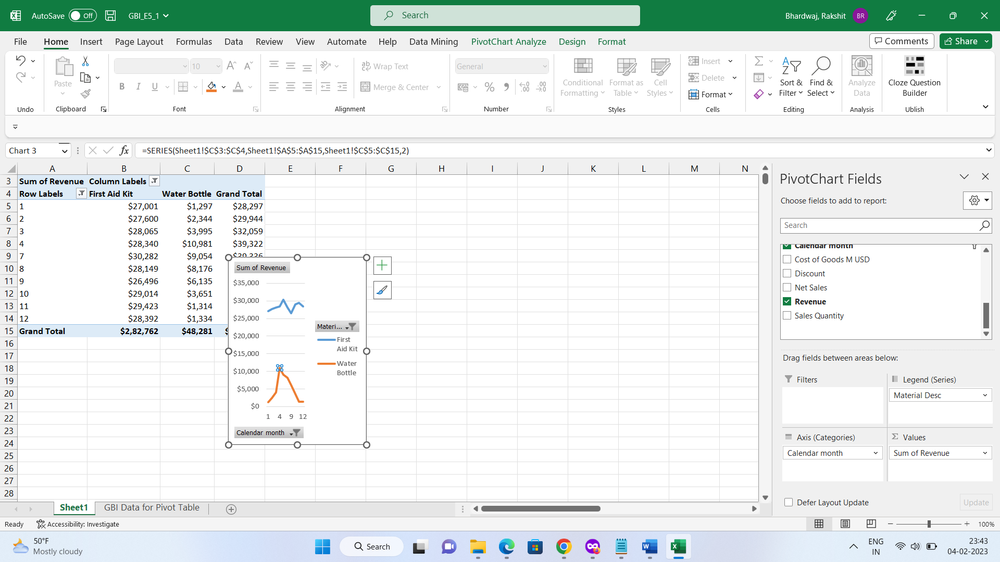 AutoSave Off GBI_E5_1 Search Bhardwaj, Rakshit BR
File Home Insert Page Layout Formulas Data Review View Automate Help Data Mining PivotChart Analyze Design Format Comments Share
Paste
10
B I U A
Wrap Text
Merge & Center
General
Conditional Formatting
Format as Table
Cell Styles
Insert
Delete
Format
Sort & Filter
Find & Select
Analyze Data
Cloze Question Builder
Undo Clipboard Font Alignment Number Styles Cells Editing Analysis Ublish
Chart 3 fx =SERIES(Sheet1!$C$3:$C$4,Sheet1!$A$5:$A$15,Sheet1!$C$5:$C$15,2)
A B C D E F G H I J K L M N
3 Sum of Revenue Column Labels
4 Row Labels First Aid Kit Water Bottle Grand Total
5 1 $27,001 $1,297 $28,297
6 2 $27,600 $2,344 $29,944
7 3 $28,065 $3,995 $32,059
8 4 $28,340 $10,981 $39,322
9 7 $30,282 $9,054 $39,336
10 8 $28,149 $8,176
11 9 $26,496 $6,135
12 10 $29,014 $3,651
13 11 $29,423 $1,314
14 12 $28,392 $1,334
15 Grand Total $2,82,762 $48,281 $
16
17
18
19
20
21
22
23
24
25
26
27
28
Sum of Revenue
$35,000
$30,000
$25,000
$20,000
$15,000
$10,000
$5,000
$0
1 4 9 12
Materi...
First
Aid Kit
Water
Bottle
Calendar month
PivotChart Fields
Choose fields to add to report:
Search
Calendar month
Cost of Goods M USD
Discount
Net Sales
Revenue
Sales Quantity
Drag fields between areas below:
Filters Legend (Series)
Material Desc
Axis (Categories) Values
Calendar month Sum of Revenue
Defer Layout Update Update
Sheet1 GBI Data for Pivot Table
Ready Accessibility: Investigate 100%
50°F
Mostly cloudy
Search
ENG
IN
23:43
04-02-2023